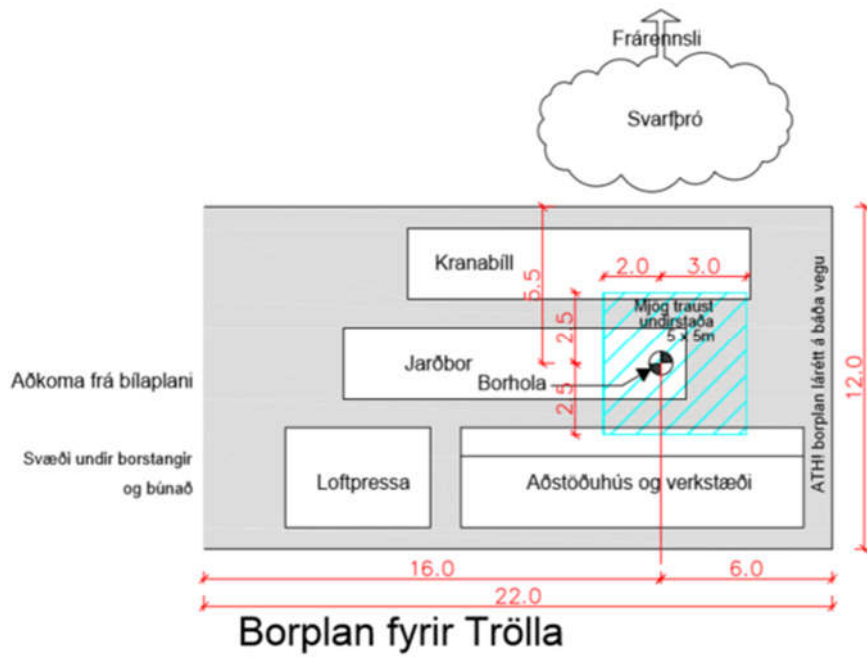 Frárennsli
Svarfþró
Kranabíll
2.0
3.0
5.5
2.5
Mjög traust
undirstaða
5 x 5m
Jarðbor
Borhola
2.5
Aðkoma frá bílaplani
Svæði undir borstangir
og búnað
Loftpressa
Aðstöðuhús og verkstæði
ATH! borplan lárétt á báða vegu
12.0
16.0
6.0
22.0
Borplan fyrir Trölla